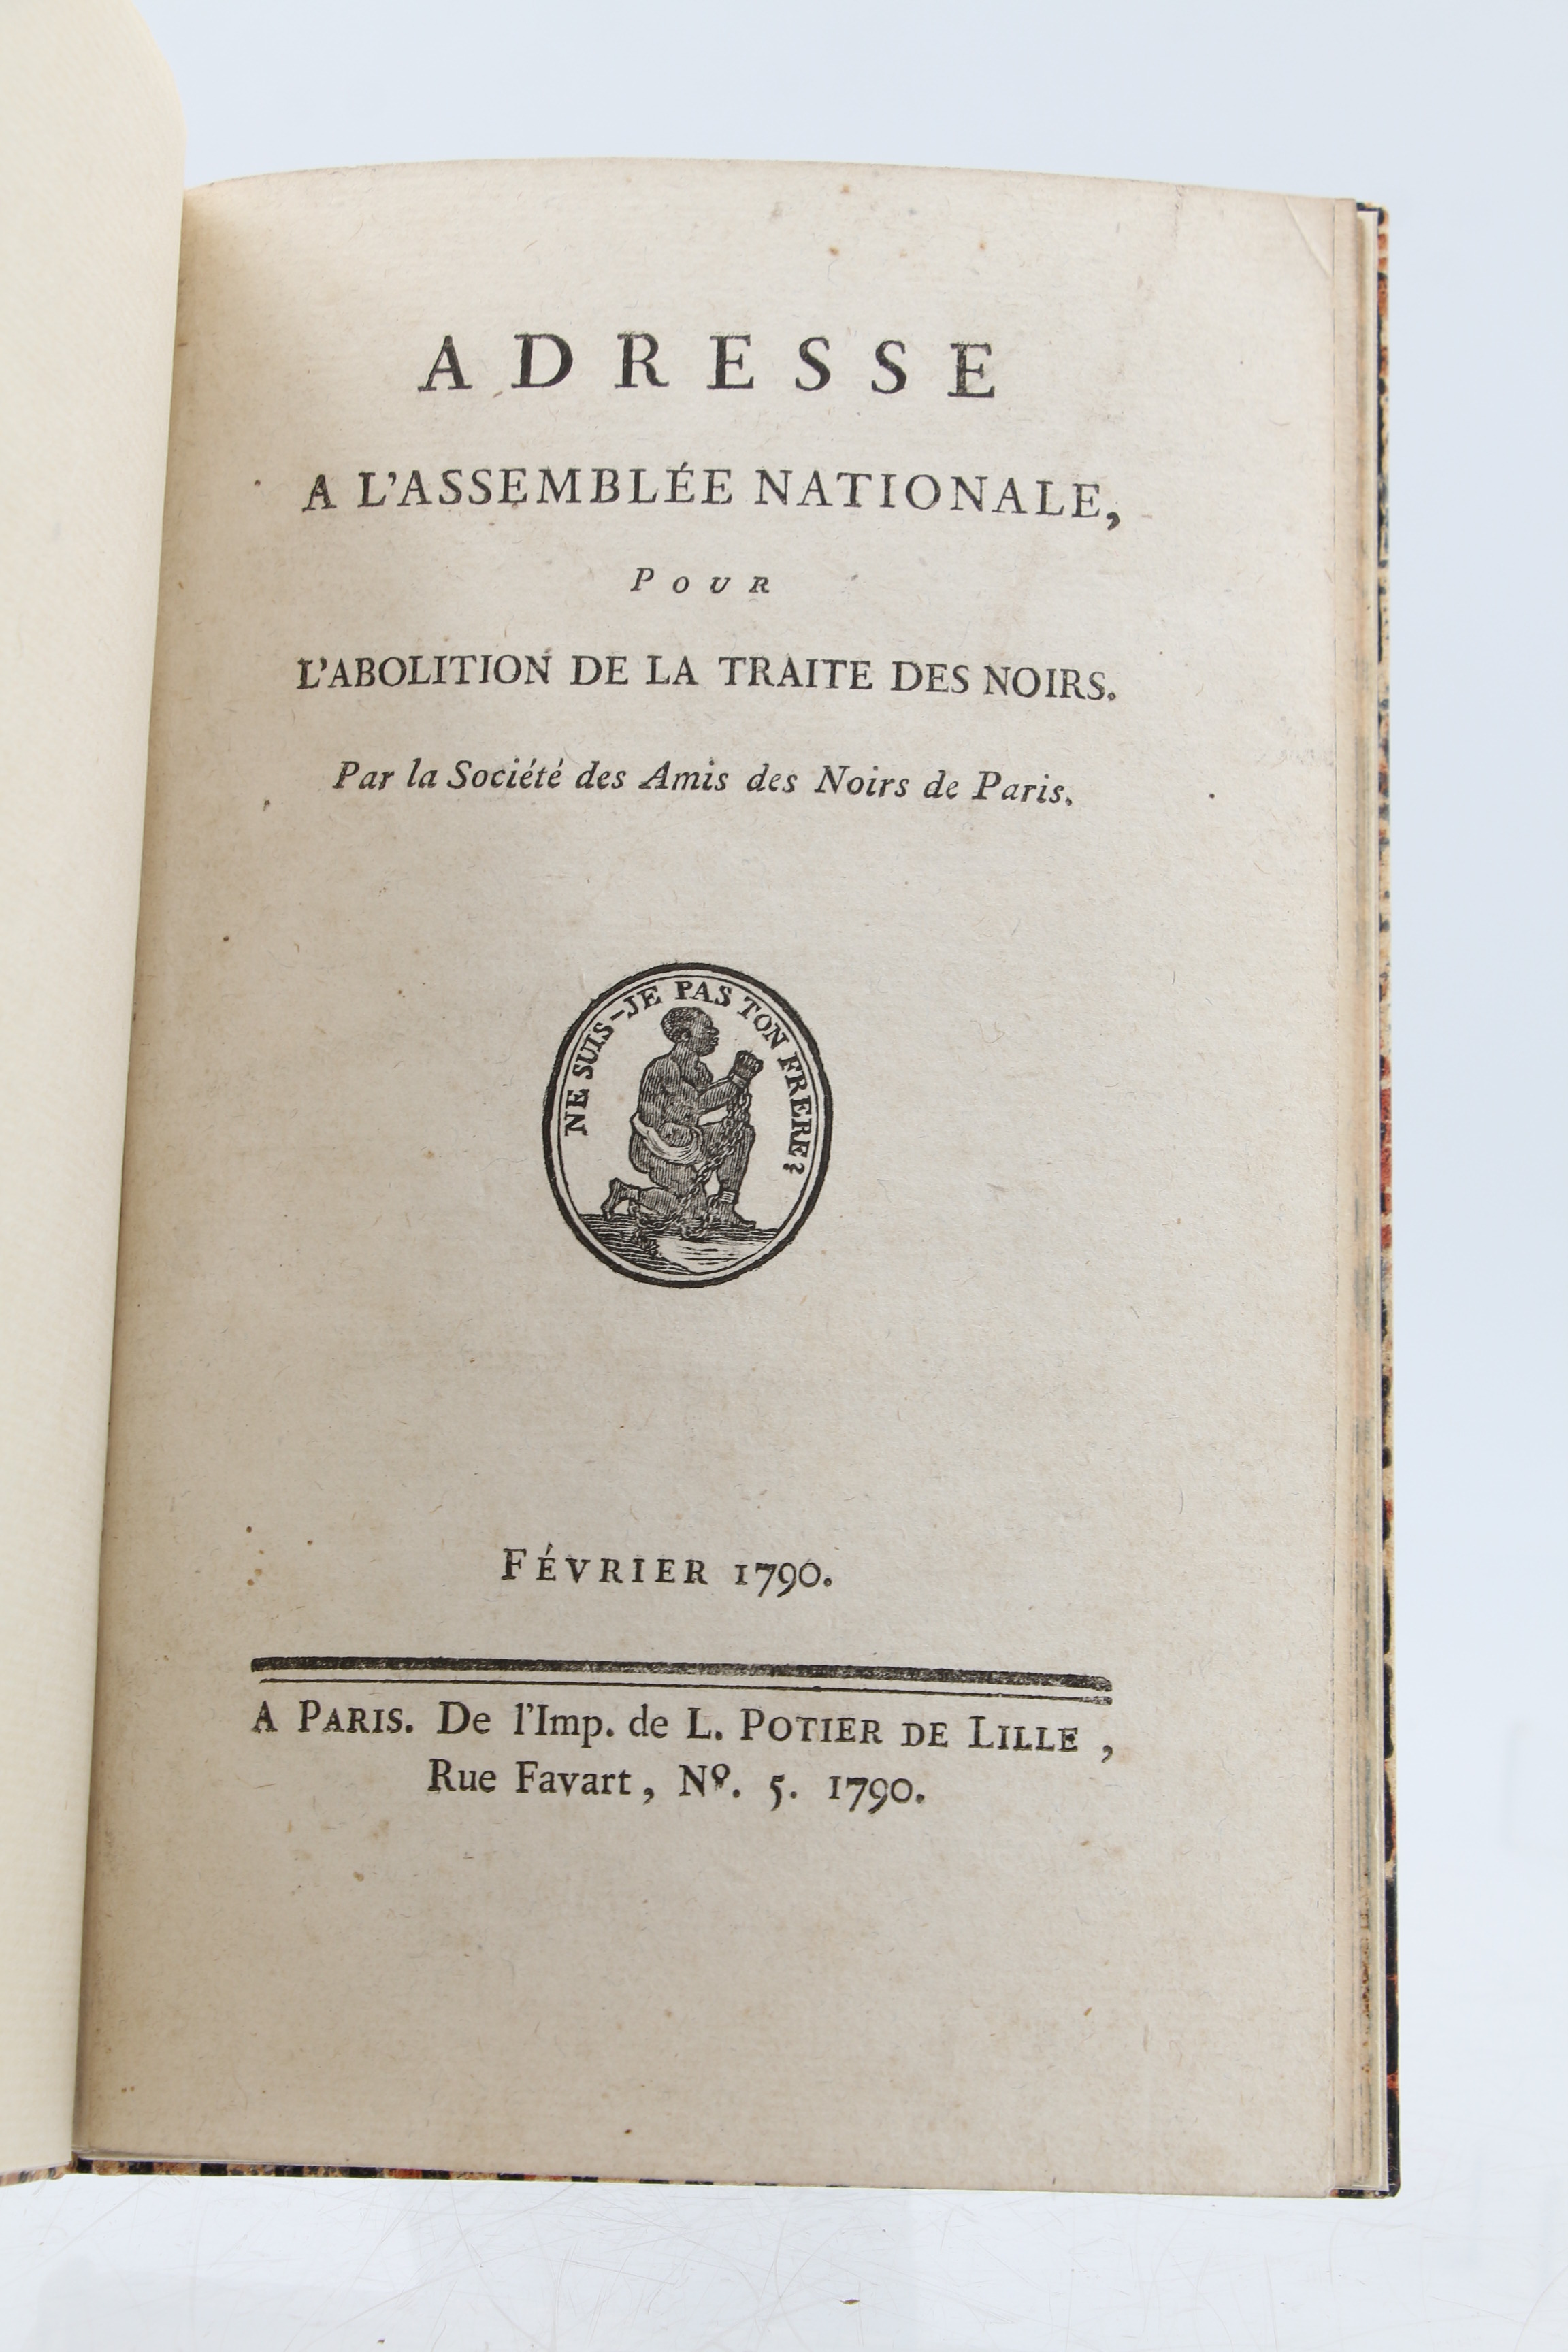 ADRESSE
A L'ASSEMBLÉE NATIONALE,
POUR
L'ABOLITION DE LA TRAITE DES NOIRS.
Par la Société des Amis des Noirs de Paris.
NE SUIS-JE PAS TON FRERE?
FÉVRIER 1790.
A PARIS. De l'Imp. de L. POTIER DE LILLE,
Rue Favart, Nº. 5. 1790.